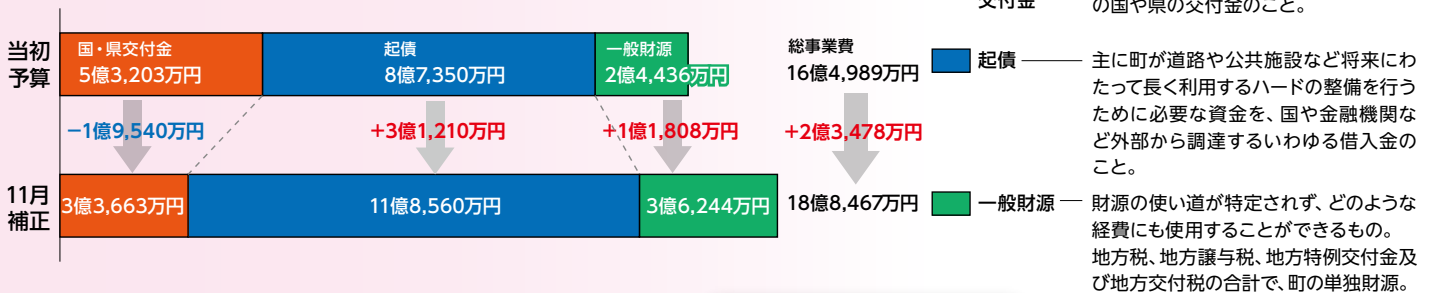 交付金
の国や県の交付金のこと。
当初
予算
国・県交付金
5億3,203万円
起債
8億7,350万円
一般財源
2億4,436万円
総事業費
16億4,989万円
−1億9,540万円
+3億1,210万円
+1億1,808万円
+2億3,478万円
11月
補正
3億3,663万円
11億8,560万円
3億6,244万円
18億8,467万円
起債
主に町が道路や公共施設など将来にわ
たって長く利用するハードの整備を行う
ために必要な資金を、国や金融機関な
ど外部から調達するいわゆる借入金の
こと。
一般財源
財源の使い道が特定されず、どのような
経費にも使用することができるもの。
地方税、地方譲与税、地方特例交付金及
び地方交付税の合計で、町の単独財源。